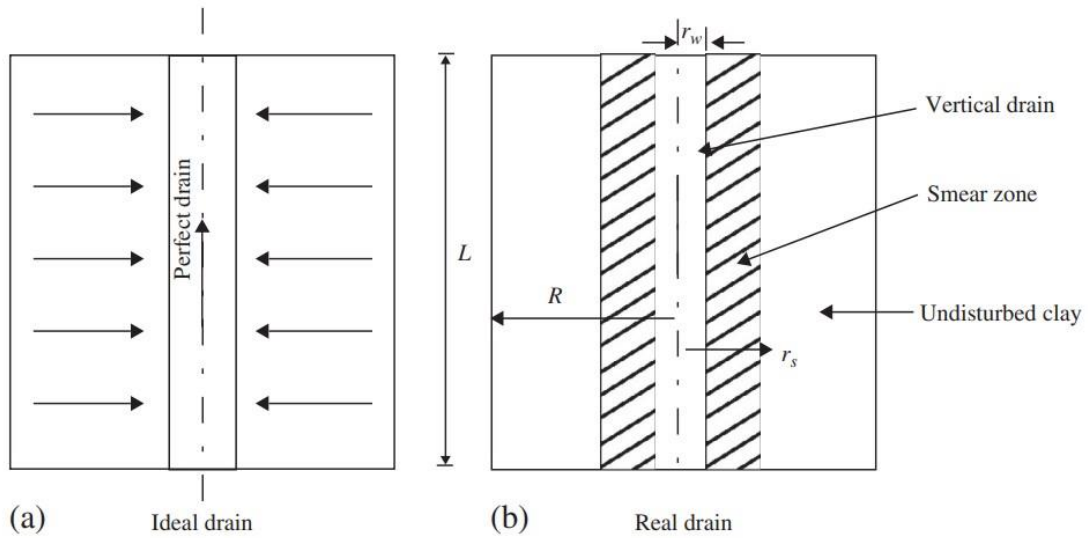 Perfect drain
(a)
Ideal drain
L
r_w
R
r_s
Vertical drain
Smear zone
Undisturbed clay
(b)
Real drain